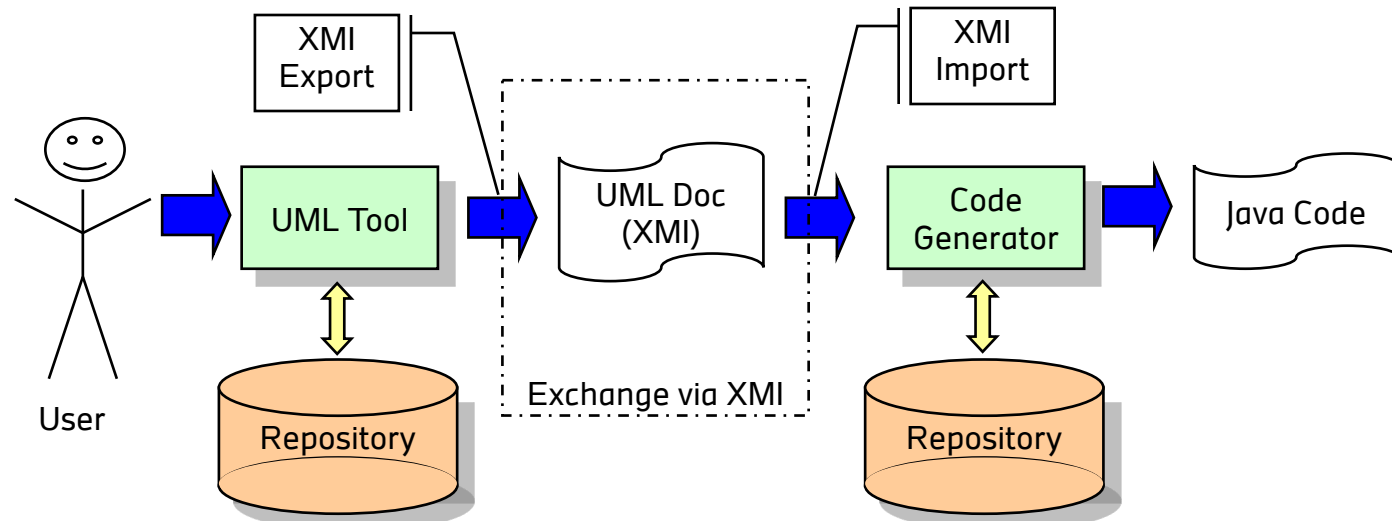 XMI
Export
XMI
Import
UML Tool
UML Doc
(XMI)
Code
Generator
Java Code
Exchange via XMI
User
Repository
Repository